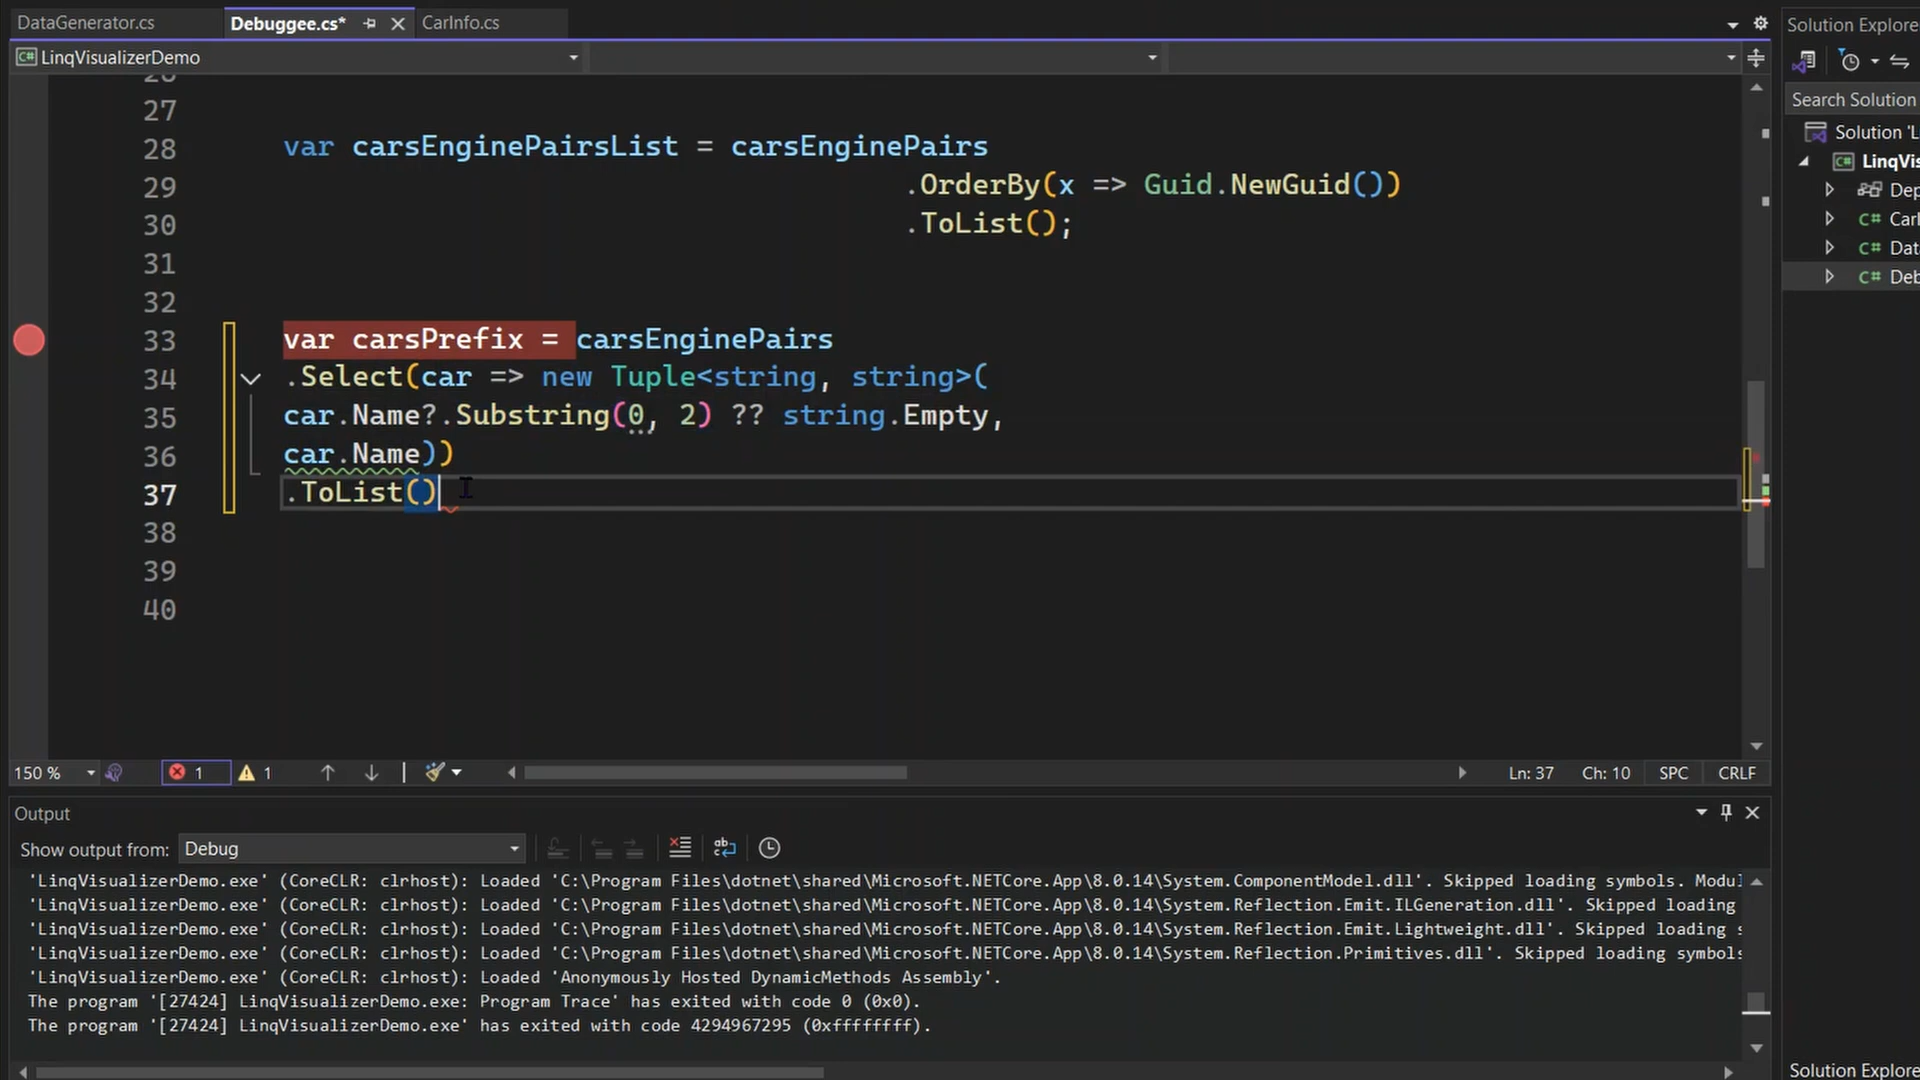 DataGenerator.cs Debuggee.cs* CarInfo.cs
Solution Explore
C# LinqVisualizerDemo
Search Solution
27
28 var carsEnginePairsList = carsEnginePairs
29 .OrderBy(x => Guid.NewGuid())
30 .ToList();
31
32
33 var carsPrefix = carsEnginePairs
34 .Select(car => new Tuple<string, string>(
35 car.Name?.Substring(0, 2) ?? string.Empty,
36 car.Name))
37 .ToList()
38
39
40
Solution 'L
C# LinqVis
Dep
C# Carl
C# Dat
C# Deb
150 % 1 1 Ln: 37 Ch: 10 SPC CRLF
Output
Show output from: Debug
'LinqVisualizerDemo.exe' (CoreCLR: clrhost): Loaded 'C:\Program Files\dotnet\shared\Microsoft.NETCore.App\8.0.14\System.ComponentModel.dll'. Skipped loading symbols. Modul
'LinqVisualizerDemo.exe' (CoreCLR: clrhost): Loaded 'C:\Program Files\dotnet\shared\Microsoft.NETCore.App\8.0.14\System.Reflection.Emit.ILGeneration.dll'. Skipped loading
'LinqVisualizerDemo.exe' (CoreCLR: clrhost): Loaded 'C:\Program Files\dotnet\shared\Microsoft.NETCore.App\8.0.14\System.Reflection.Emit.Lightweight.dll'. Skipped loading s
'LinqVisualizerDemo.exe' (CoreCLR: clrhost): Loaded 'C:\Program Files\dotnet\shared\Microsoft.NETCore.App\8.0.14\System.Reflection.Primitives.dll'. Skipped loading symbols
'LinqVisualizerDemo.exe' (CoreCLR: clrhost): Loaded 'Anonymously Hosted DynamicMethods Assembly'.
The program '[27424] LinqVisualizerDemo.exe: Program Trace' has exited with code 0 (0x0).
The program '[27424] LinqVisualizerDemo.exe' has exited with code 4294967295 (0xffffffff).
Solution Explore